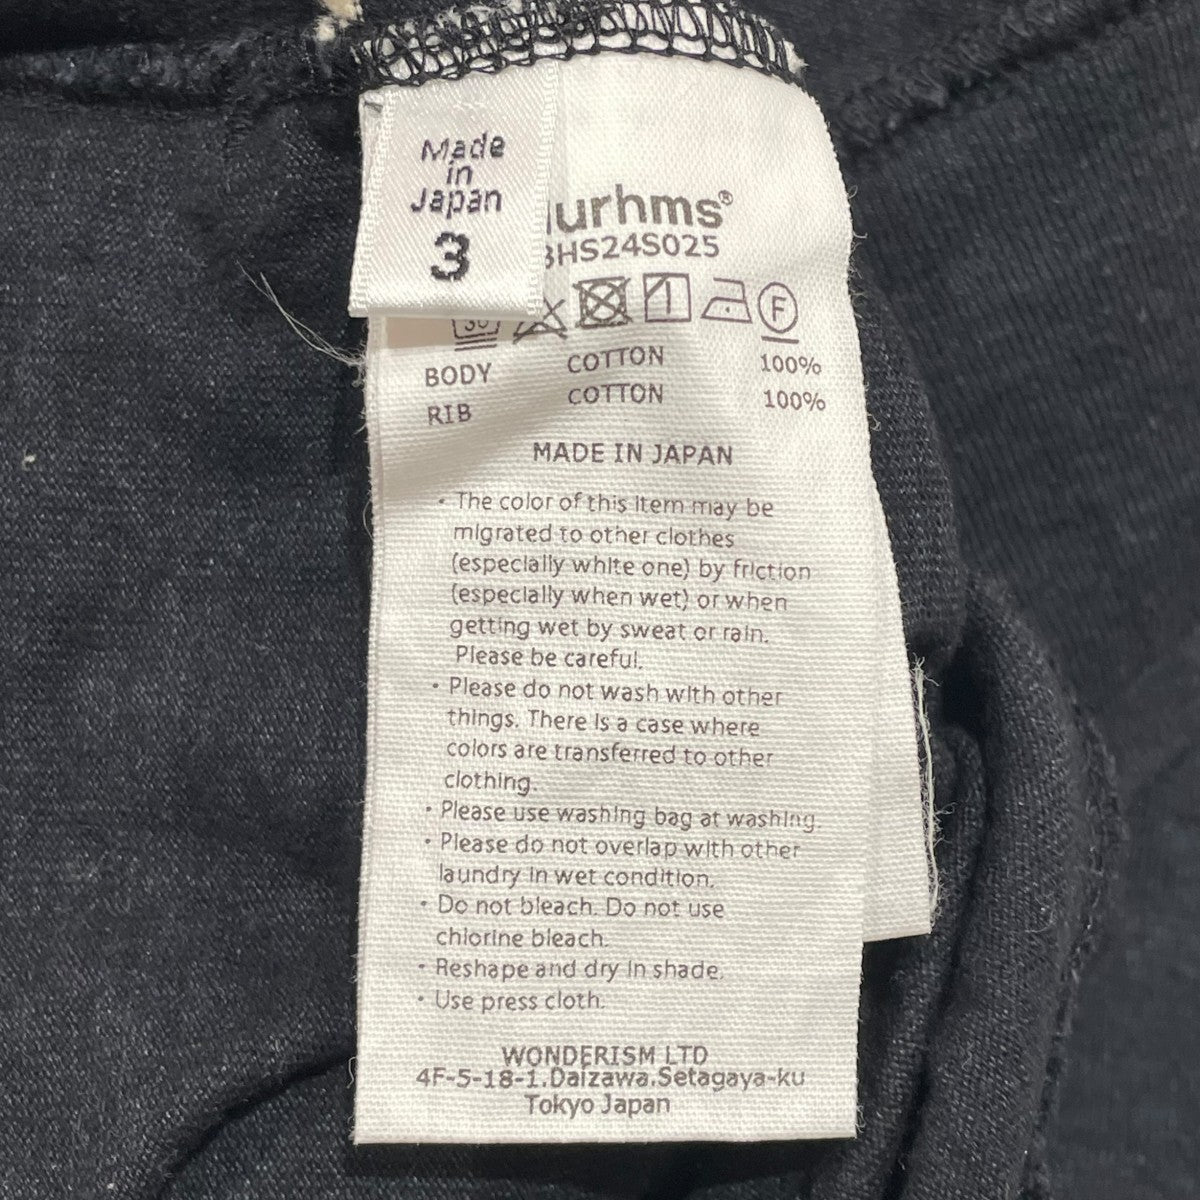 Made
in
Japan
3
urhms®
BHS24S025
30
F
BODY COTTON 100%
RIB COTTON 100%
MADE IN JAPAN
・The color of this item may be
migrated to other clothes
(especially white one) by friction
(especially when wet) or when
getting wet by sweat or rain.
Please be careful.
・Please do not wash with other
things. There is a case where
colors are transferred to other
clothing.
・Please use washing bag at washing.
・Please do not overlap with other
laundry in wet condition.
・Do not bleach. Do not use
chlorine bleach.
・Reshape and dry in shade.
・Use press cloth.
WONDERISM LTD
4F-5-18-1.Daizawa.Setagaya-ku
Tokyo Japan